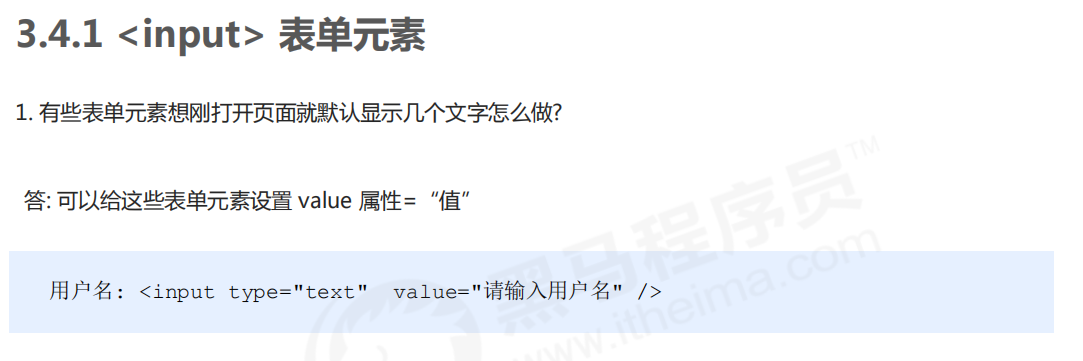 3.4.1 <input> 表单元素
1. 有些表单元素想刚打开页面就默认显示几个文字怎么做?
答: 可以给这些表单元素设置 value 属性=“值”
用户名: <input type="text"  value="请输入用户名" />
黑马程序员™
www.itheima.com